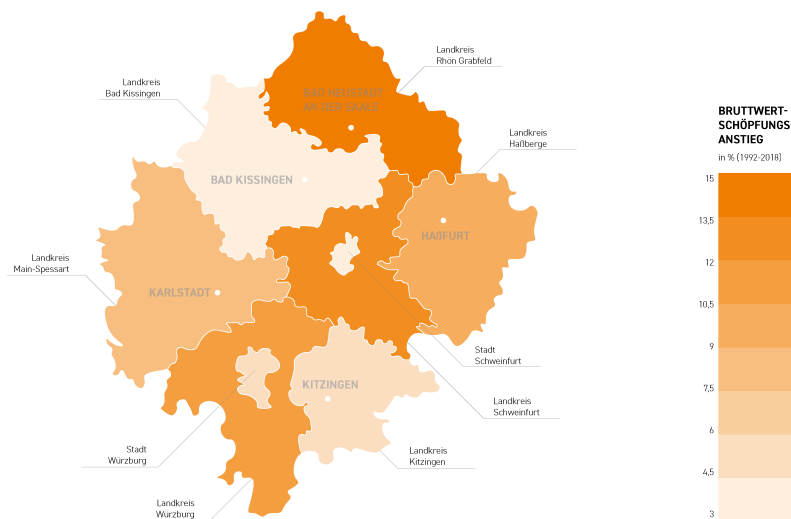 Landkreis
Rhön Grabfeld
Landkreis
Bad Kissingen
BAD NEUSTADT
AN DER SAALE
BRUTTWERT-
SCHÖPFUNGS
ANSTIEG
in % (1992-2018)
Landkreis
Haßberge
BAD KISSINGEN
15
13,5
12
10,5
9
7,5
6
4,5
3
HAßFURT
Landkreis
Main-Spessart
KARLSTADT
Stadt
Schweinfurt
KITZINGEN
Landkreis
Schweinfurt
Stadt
Würzburg
Landkreis
Kitzingen
Landkreis
Würzburg